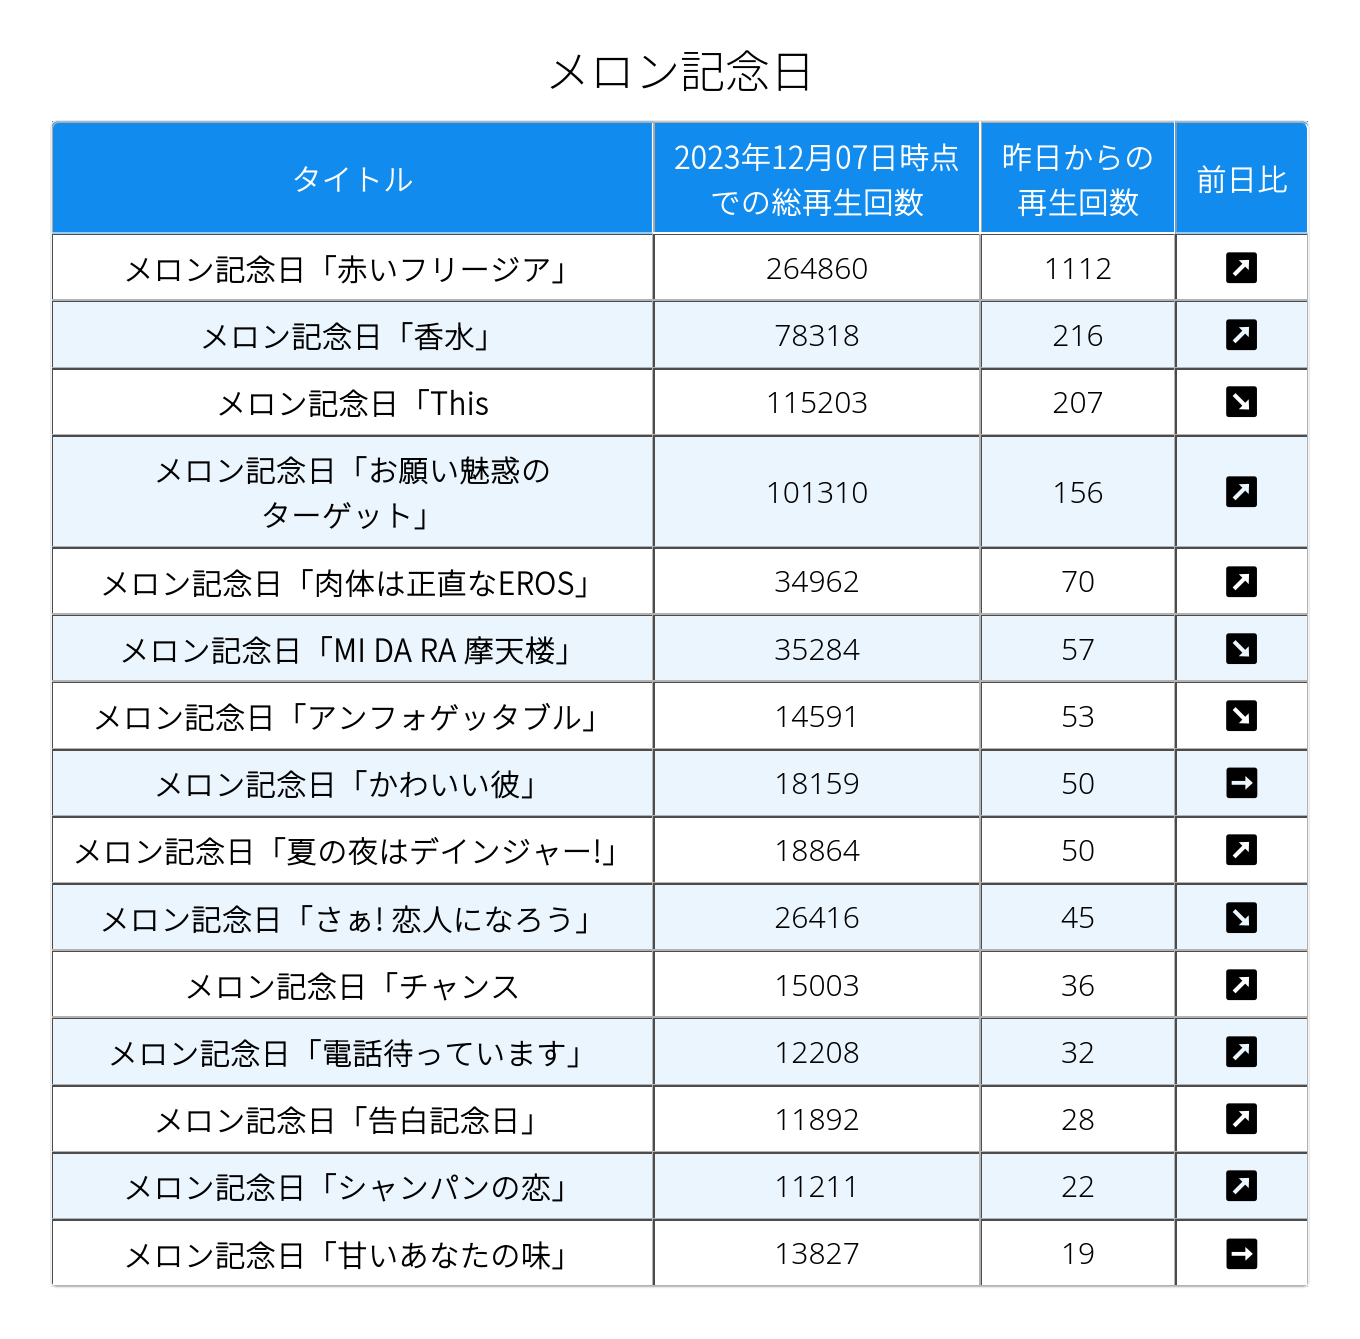 メロン記念日
タイトル
2023年12月07日時点
での総再生回数
昨日からの
再生回数
前日比
メロン記念日「赤いフリージア」 264860 1112
メロン記念日「香水」 78318 216
メロン記念日「This 115203 207
メロン記念日「お願い魅惑の
ターゲット」 101310 156
メロン記念日「肉体は正直なEROS」 34962 70
メロン記念日「MI DA RA 摩天楼」 35284 57
メロン記念日「アンフォゲッタブル」 14591 53
メロン記念日「かわいい彼」 18159 50
メロン記念日「夏の夜はデインジャー!」 18864 50
メロン記念日「さぁ! 恋人になろう」 26416 45
メロン記念日「チャンス 15003 36
メロン記念日「電話待っています」 12208 32
メロン記念日「告白記念日」 11892 28
メロン記念日「シャンパンの恋」 11211 22
メロン記念日「甘いあなたの味」 13827 19